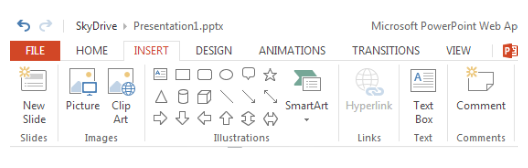 SkyDrive ▸ Presentation1.pptx Microsoft PowerPoint Web Ap
FILE HOME INSERT DESIGN ANIMATIONS TRANSITIONS VIEW
New Slide
Picture
Clip Art
SmartArt
Hyperlink
Text Box
Comment
Slides Images Illustrations Links Text Comments